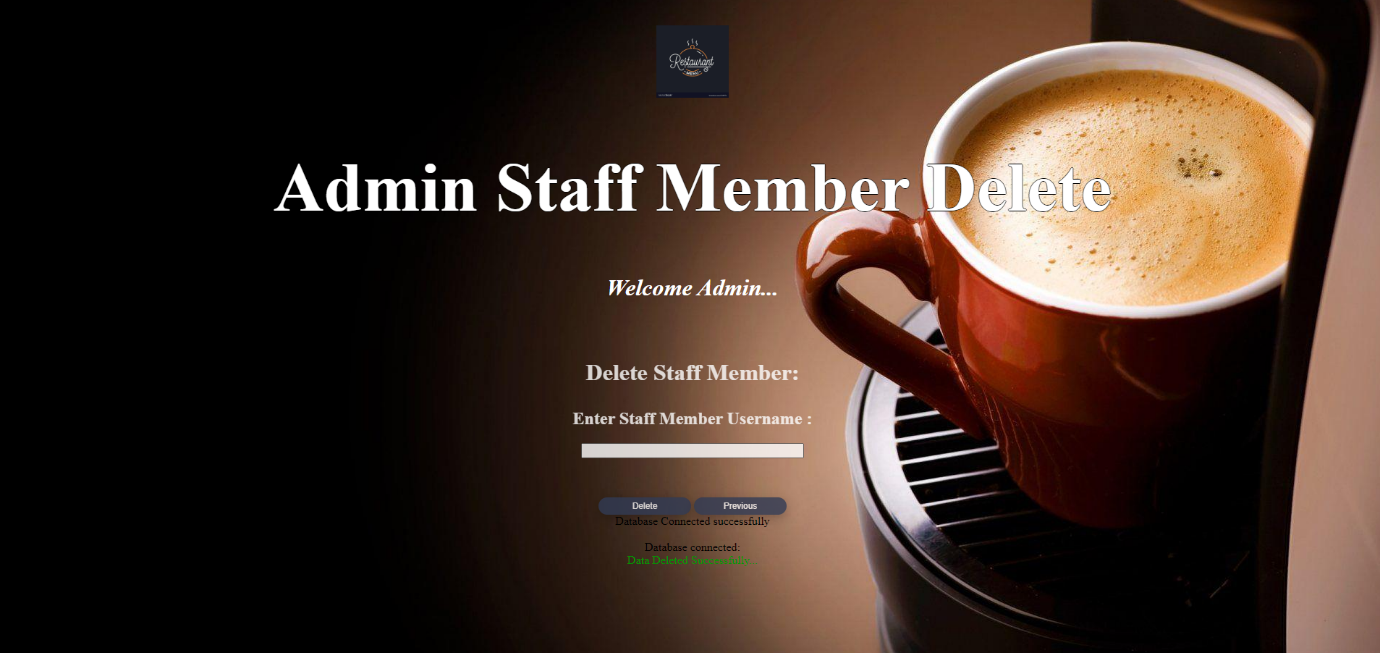 Restaurant
MENU
Admin Staff Member Delete
Welcome Admin...
Delete Staff Member:
Enter Staff Member Username :
Delete Previous
Database Connected successfully
Database connected:
Data Deleted Successfully